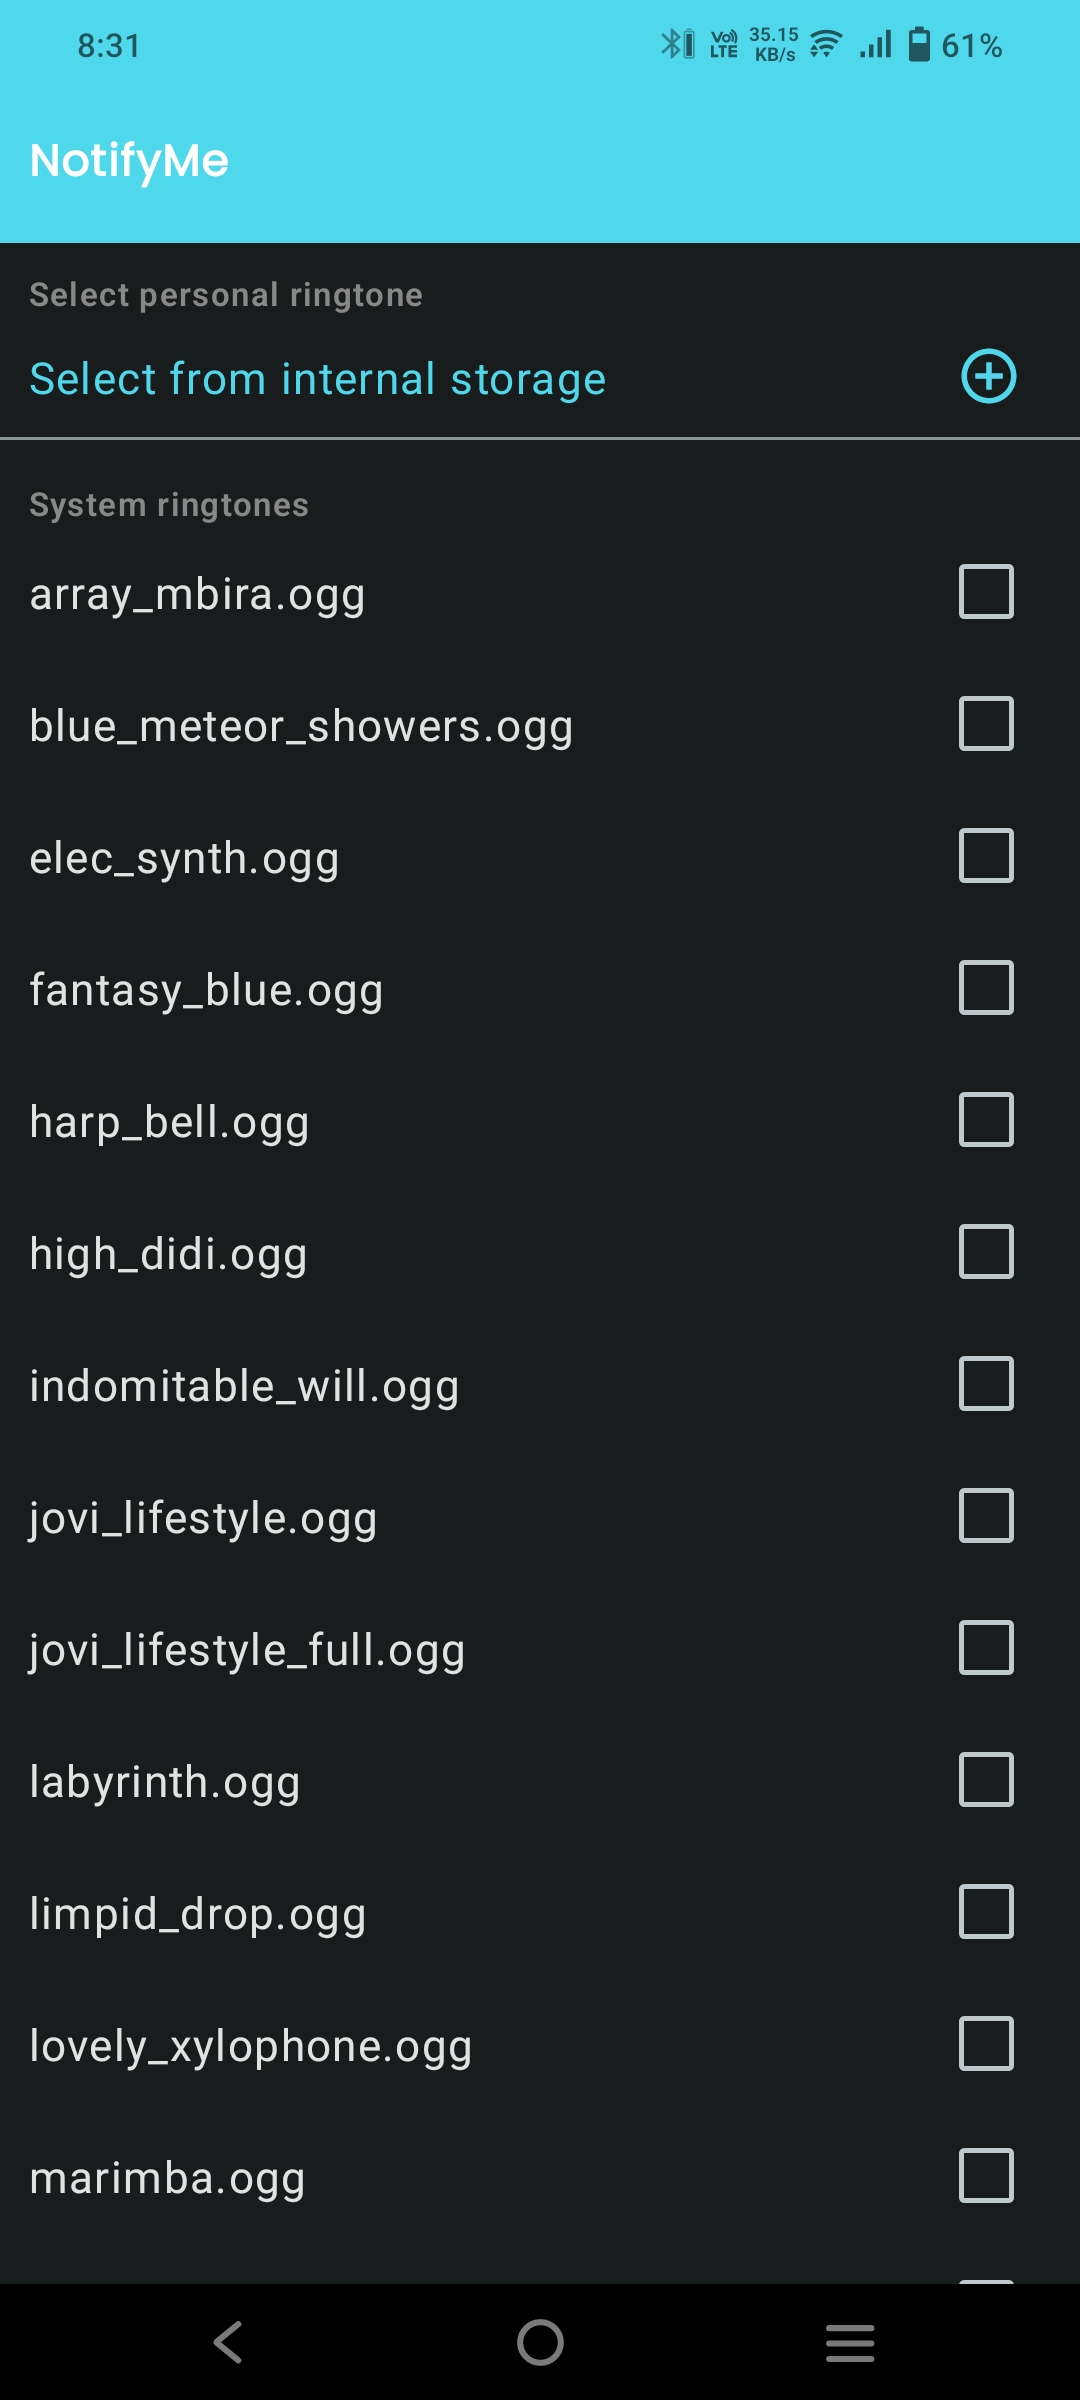 8:31
Vo) LTE 35.15 KB/s 61%
NotifyMe
Select personal ringtone
Select from internal storage
System ringtones
array_mbira.ogg
blue_meteor_showers.ogg
elec_synth.ogg
fantasy_blue.ogg
harp_bell.ogg
high_didi.ogg
indomitable_will.ogg
jovi_lifestyle.ogg
jovi_lifestyle_full.ogg
labyrinth.ogg
limpid_drop.ogg
lovely_xylophone.ogg
marimba.ogg